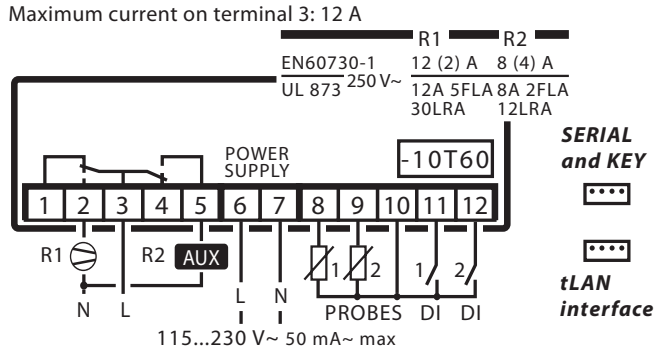 Maximum current on terminal 3: 12 A
R1 R2
EN60730-1 250 V~ 12 (2) A 8 (4) A
UL 873 12A 5FLA 8A 2FLA
30LRA 12LRA
SERIAL
and KEY
POWER
SUPPLY
-10T60
1 2 3 4 5 6 7 8 9 10 11 12
R1 R2 AUX 1 2 1 2
N L L N PROBES DI DI
tLAN
interface
115...230 V~ 50 mA~ max